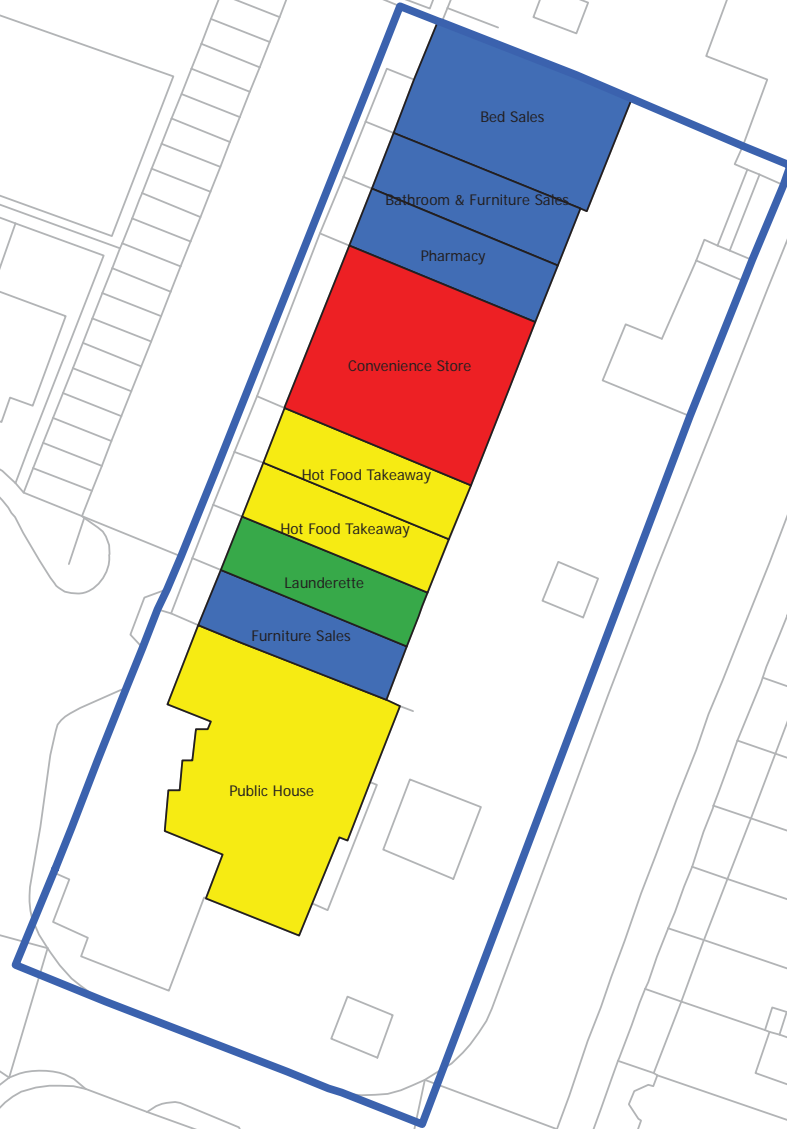 Bed Sales
Bathroom & Furniture Sales
Pharmacy
Convenience Store
Hot Food Takeaway
Hot Food Takeaway
Launderette
Furniture Sales
Public House